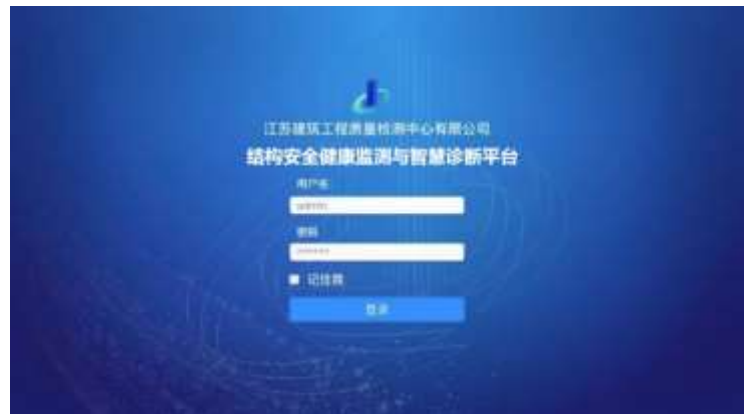 江苏建筑工程质量检测中心有限公司
结构安全健康监测与智慧诊断平台
用户名
admin
密码
记住我
登录